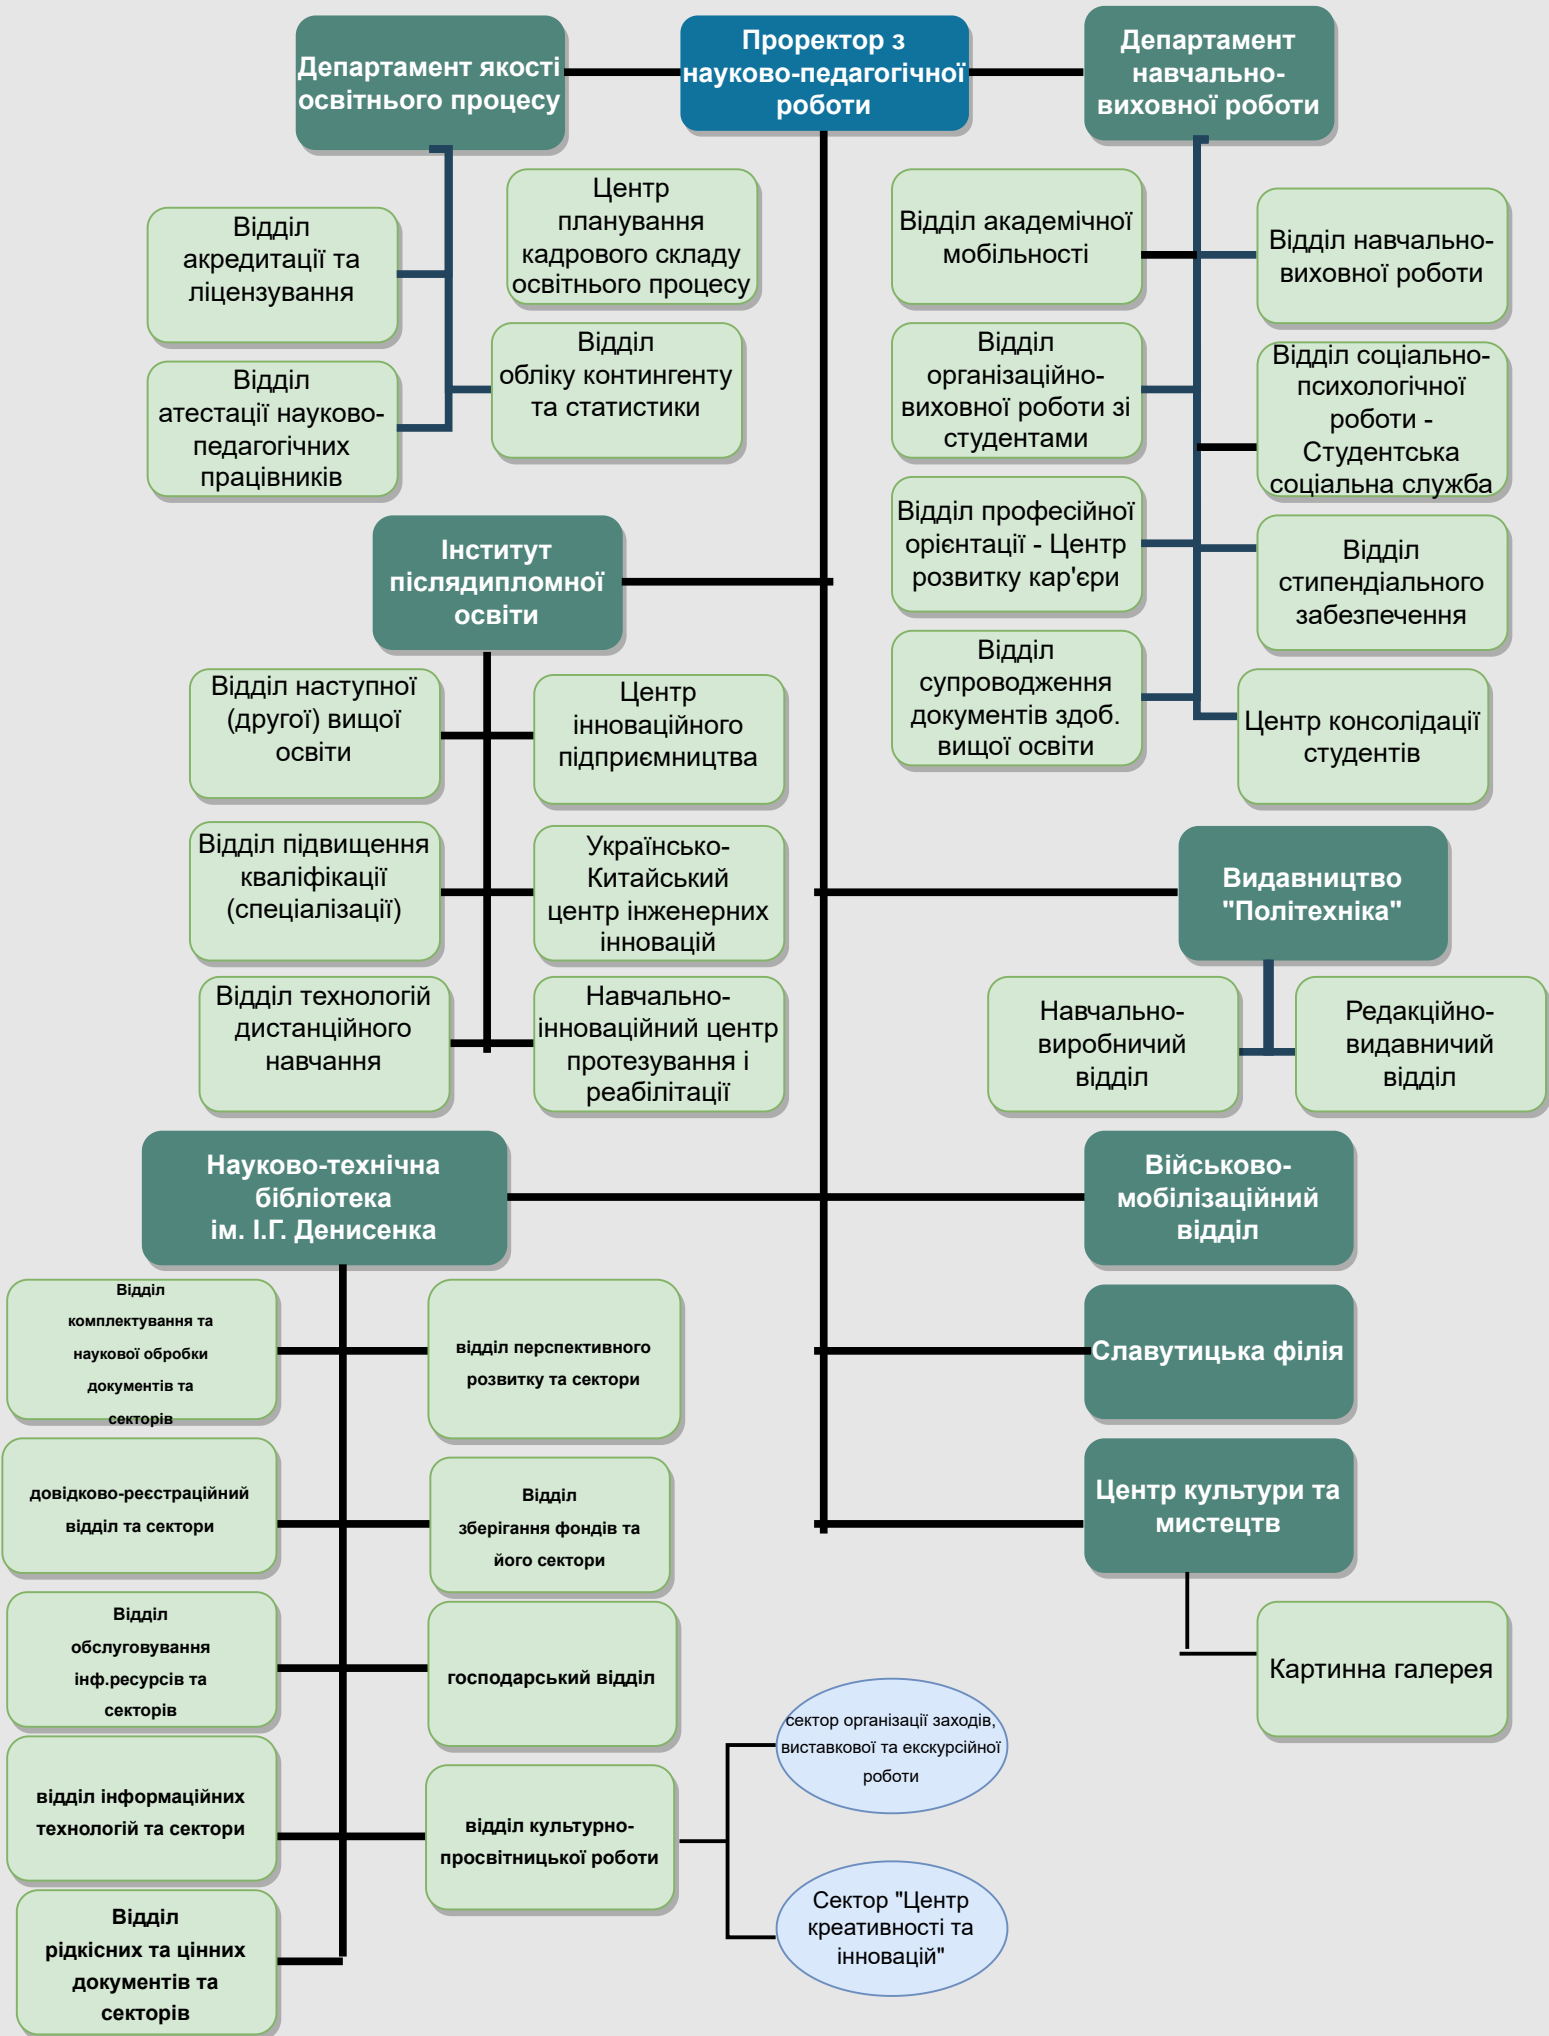 Департамент якості
освітнього процесу
Проректор з
науково-педагогічної
роботи
Департамент
навчально-
виховної роботи
Відділ
акредитації та
ліцензування
Центр
планування
кадрового складу
освітнього процесу
Відділ
атестації науково-
педагогічних
працівників
Відділ
обліку контингенту
та статистики
Відділ академічної
мобільності
Відділ навчально-
виховної роботи
Відділ
організаційно-
виховної роботи зі
студентами
Відділ соціально-
психологічної
роботи -
Студентська
соціальна служба
Відділ професійної
орієнтації - Центр
розвитку кар'єри
Відділ
стипендіального
забезпечення
Відділ
супроводження
документів здоб.
вищої освіти
Центр консолідації
студентів
Інститут
післядипломної
освіти
Відділ наступної
(другої) вищої
освіти
Центр
інноваційного
підприємництва
Відділ підвищення
кваліфікації
(спеціалізації)
Українсько-
Китайський
центр інженерних
інновацій
Відділ технологій
дистанційного
навчання
Навчально-
інноваційний центр
протезування і
реабілітації
Видавництво
"Політехніка"
Навчально-
виробничий
відділ
Редакційно-
видавничий
відділ
Науково-технічна
бібліотека
ім. І.Г. Денисенка
Військово-
мобілізаційний
відділ
Славутицька філія
Центр культури та
мистецтв
Картинна галерея
Відділ
комплектування та
наукової обробки
документів та
секторів
відділ перспективного
розвитку та сектори
довідково-реєстраційний
відділ та сектори
Відділ
зберігання фондів та
його сектори
Відділ
обслуговування
інф.ресурсів та
секторів
господарський відділ
відділ інформаційних
технологій та сектори
відділ культурно-
просвітницької роботи
Відділ
рідкісних та цінних
документів та
секторів
сектор організації заходів,
виставкової та екскурсійної
роботи
Сектор "Центр
креативності та
інновацій"